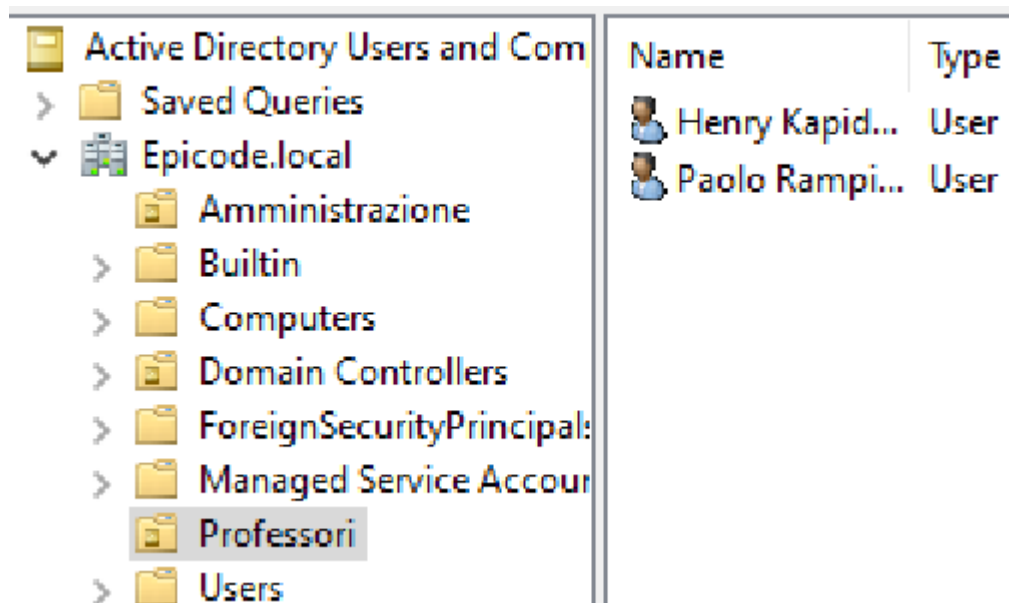 Active Directory Users and Com
Saved Queries
Epicode.local
Amministrazione
Builtin
Computers
Domain Controllers
ForeignSecurityPrincipals
Managed Service Accour
Professori
Users
Name Type
Henry Kapid... User
Paolo Rampi... User